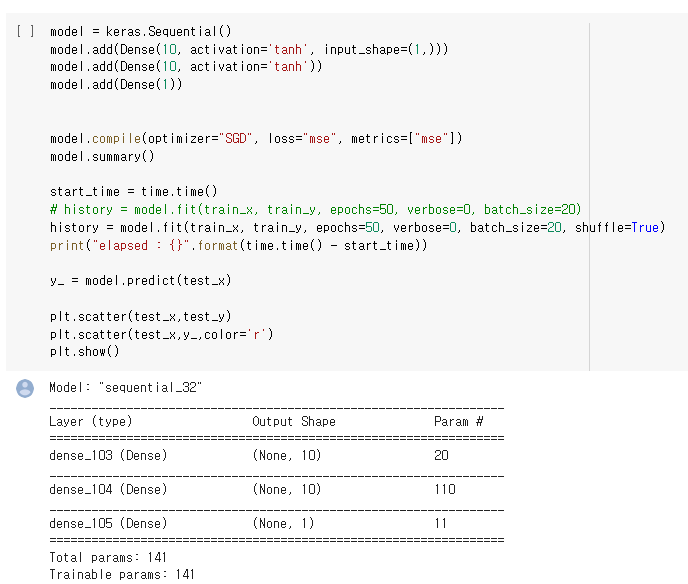 [ ] model = keras.Sequential()
model.add(Dense(10, activation='tanh', input_shape=(1,)))
model.add(Dense(10, activation='tanh'))
model.add(Dense(1))
model.compile(optimizer="SGD", loss="mse", metrics=["mse"])
model.summary()
start_time = time.time()
# history = model.fit(train_x, train_y, epochs=50, verbose=0, batch_size=20)
history = model.fit(train_x, train_y, epochs=50, verbose=0, batch_size=20, shuffle=True)
print("elapsed : {}".format(time.time() - start_time))
y_ = model.predict(test_x)
plt.scatter(test_x,test_y)
plt.scatter(test_x,y_,color='r')
plt.show()
Model: "sequential_32"
_________________________________________________________________
Layer (type) Output Shape Param #
=================================================================
dense_103 (Dense) (None, 10) 20
_________________________________________________________________
dense_104 (Dense) (None, 10) 110
_________________________________________________________________
dense_105 (Dense) (None, 1) 11
=================================================================
Total params: 141
Trainable params: 141